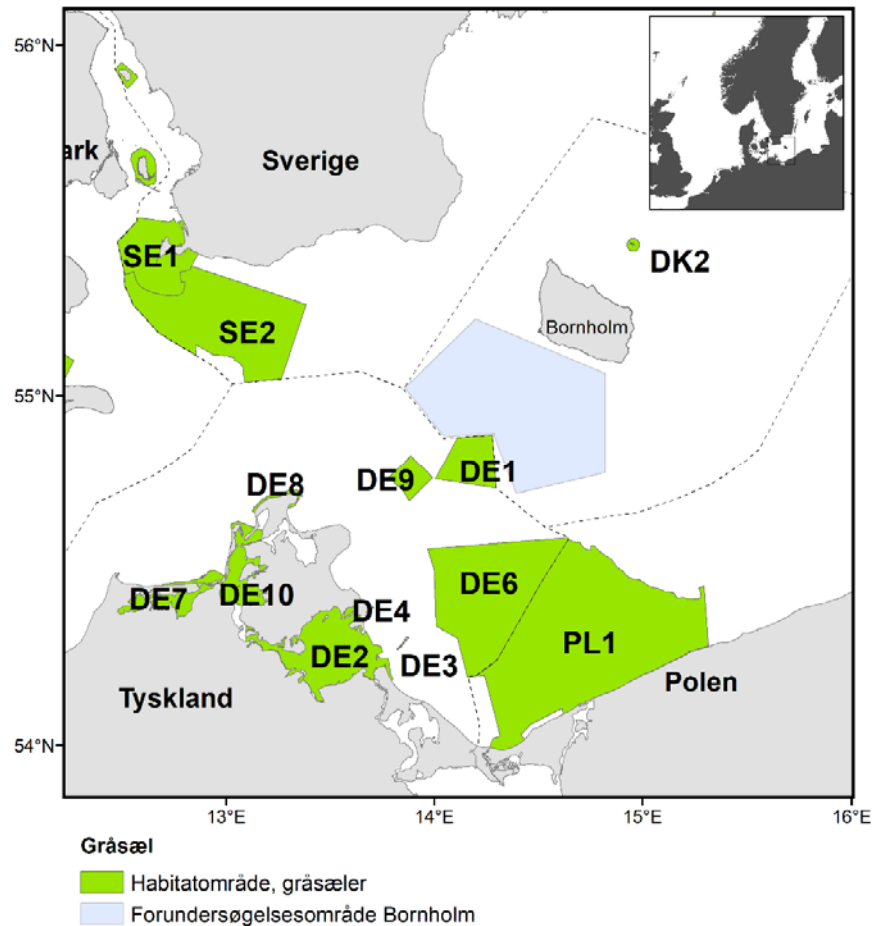 56°N
ark
Sverige
SE1
DK2
SE2
Bornholm
55°N
DE9
DE1
DE8
DE7
DE10
DE6
DE4
DE2
DE3
PL1
Tyskland
Polen
54°N
13°E
14°E
15°E
16°E
Gråsæl
Habitatområde, gråsæler
Forundersøgelsesområde Bornholm